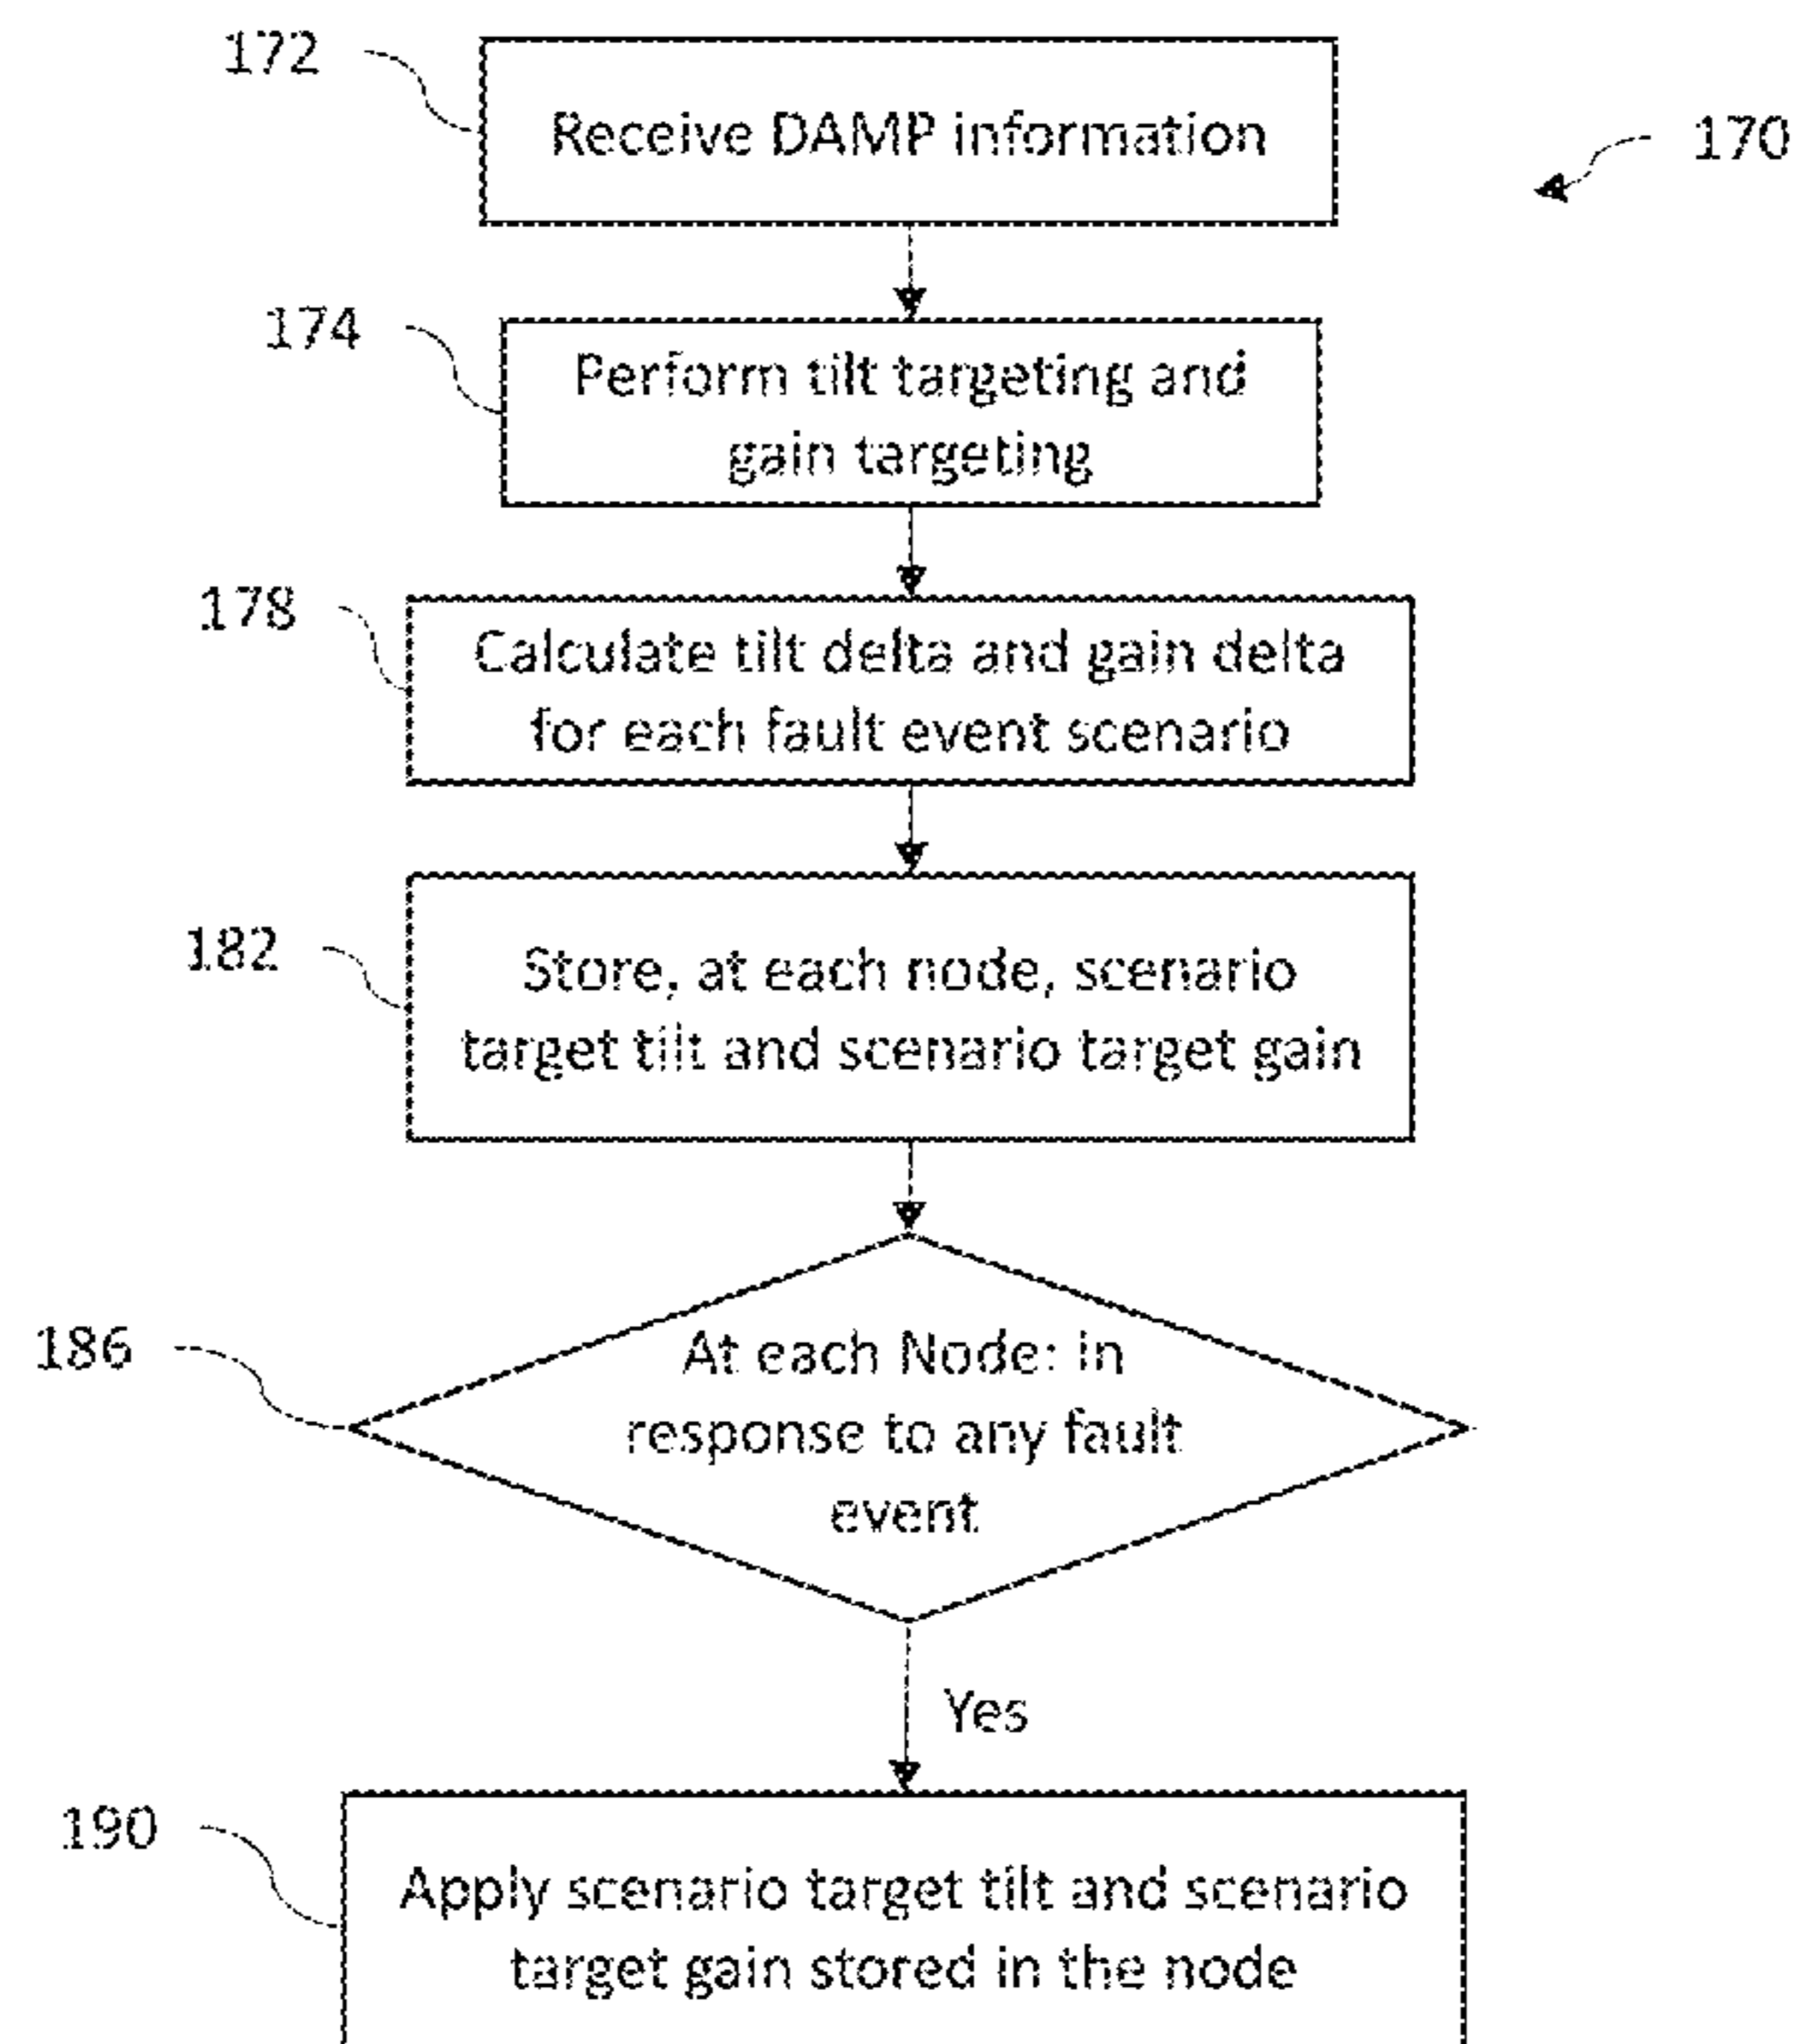 172
Receive DAMP information
170
174
Perform tilt targeting and
gain targeting
178
Calculate tilt delta and gain delta
for each fault event scenario
182
Store, at each node, scenario
target tilt and scenario target gain
186
At each Node: in
response to any fault
event
Yes
190
Apply scenario target tilt and scenario
target gain stored in the node